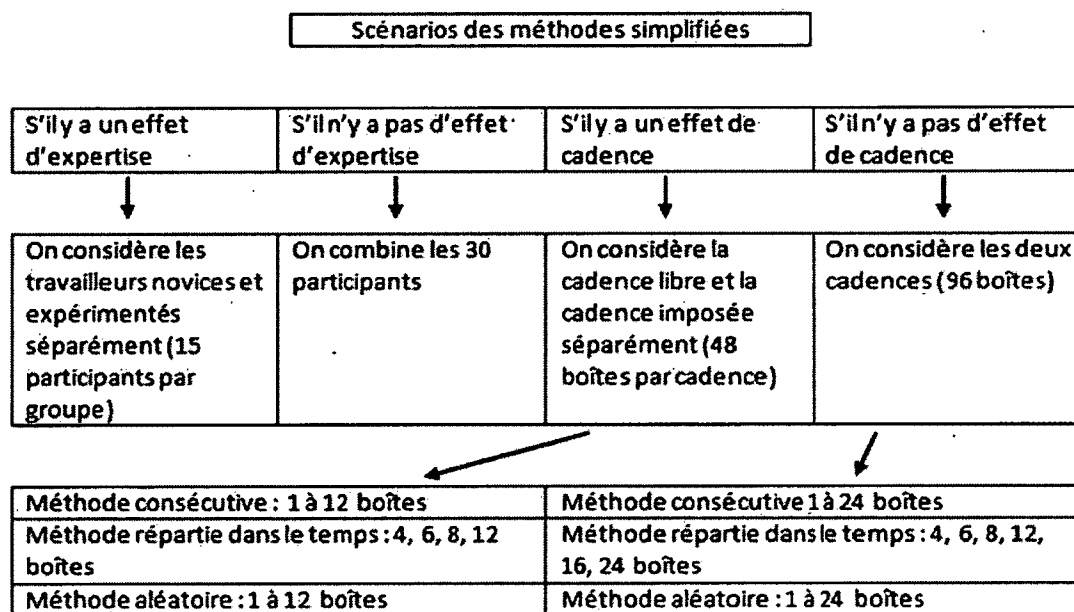 Scénarios des méthodes simplifiées
S'il y a un effet
d'expertise
S'il n'y a pas d'effet
d'expertise
S'il y a un effet de
cadence
S'il n'y a pas d'effet
de cadence
On considère les
travailleurs novices et
expérimentés
séparément (15
participants par
groupe)
On combine les 30
participants
On considère la
cadence libre et la
cadence imposée
séparément (48
boîtes par cadence)
On considère les deux
cadences (96 boîtes)
Méthode consécutive : 1 à 12 boîtes
Méthode consécutive 1 à 24 boîtes
Méthode répartie dans le temps : 4, 6, 8, 12
boîtes
Méthode répartie dans le temps : 4, 6, 8, 12,
16, 24 boîtes
Méthode aléatoire : 1 à 12 boîtes
Méthode aléatoire : 1 à 24 boîtes